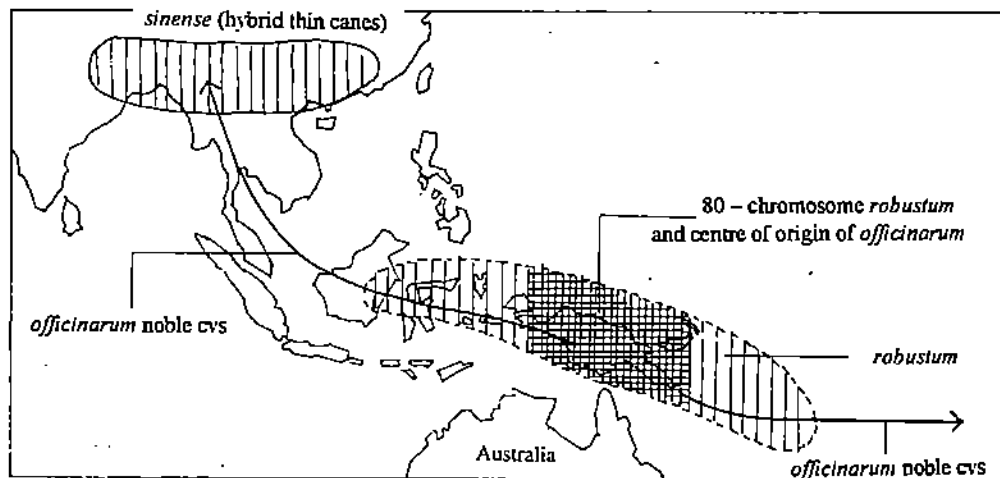 sinense (hybrid thin canes)
80 – chromosome robustum
and centre of origin of officinarum
officinarum noble cvs
robustum
Australia
officinarum noble cvs